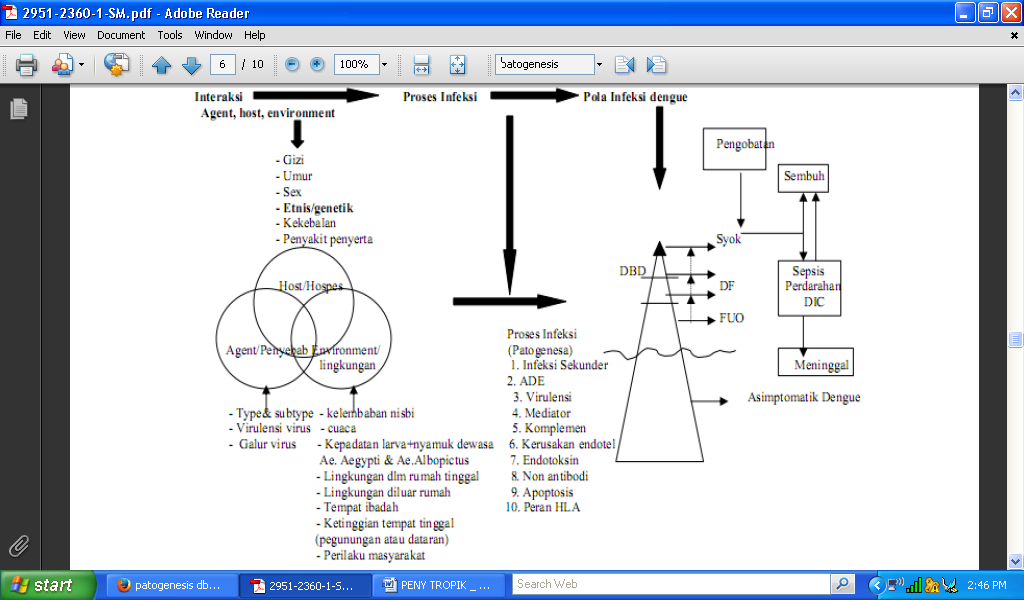 2951-2360-1-SM.pdf - Adobe Reader
File Edit View Document Tools Window Help
6 / 10 100% patogenesis
Interaksi Proses Infeksi Pola Infeksi dengue
Agent, host, environment
- Gizi
- Umur
- Sex
- Etnis/genetik
- Kekebalan
- Penyakit penyerta
Host/Hospes
Agent/Penyebab Environment/
lingkungan
- Type& subtype
- Virulensi virus
- Galur virus
- kelembaban nisbi
- cuaca
- Kepadatan larva+nyamuk dewasa
Ae. Aegypti & Ae.Albopictus
- Lingkungan dlm rumah tinggal
- Lingkungan diluar rumah
- Tempat ibadah
- Ketinggian tempat tinggal
(pegunungan atau dataran)
- Perilaku masyarakat
Proses Infeksi
(Patogenesa)
1. Infeksi Sekunder
2. ADE
3. Virulensi
4. Mediator
5. Komplemen
6. Kerusakan endotel
7. Endotoksin
8. Non antibodi
9. Apoptosis
10. Peran HLA
Pengobatan
Sembuh
Syok
DBD
DF
FUO
Sepsis
Perdarahan
DIC
Meninggal
Asimptomatik Dengue
start patogenesis db... 2951-2360-1-S... PENY TROPIK _ ... Search Web 2:46 PM